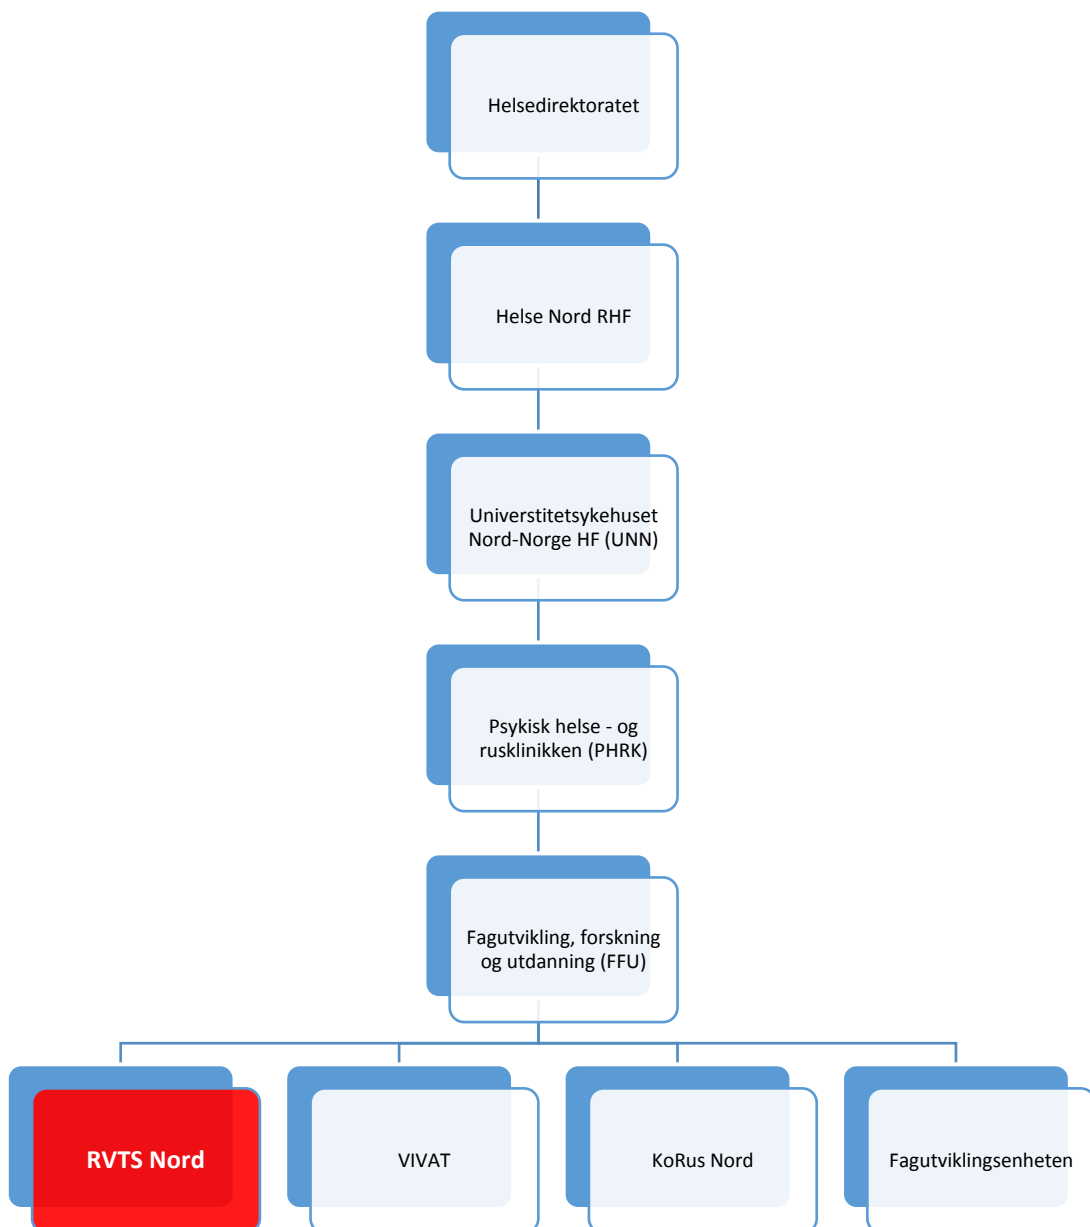 Helsedirektoratet
Helse Nord RHF
Universtitetsykehuset
Nord-Norge HF (UNN)
Psykisk helse - og
rusklinikken (PHRK)
Fagutvikling, forskning
og utdanning (FFU)
RVTS Nord
VIVAT
KoRus Nord
Fagutviklingsenheten